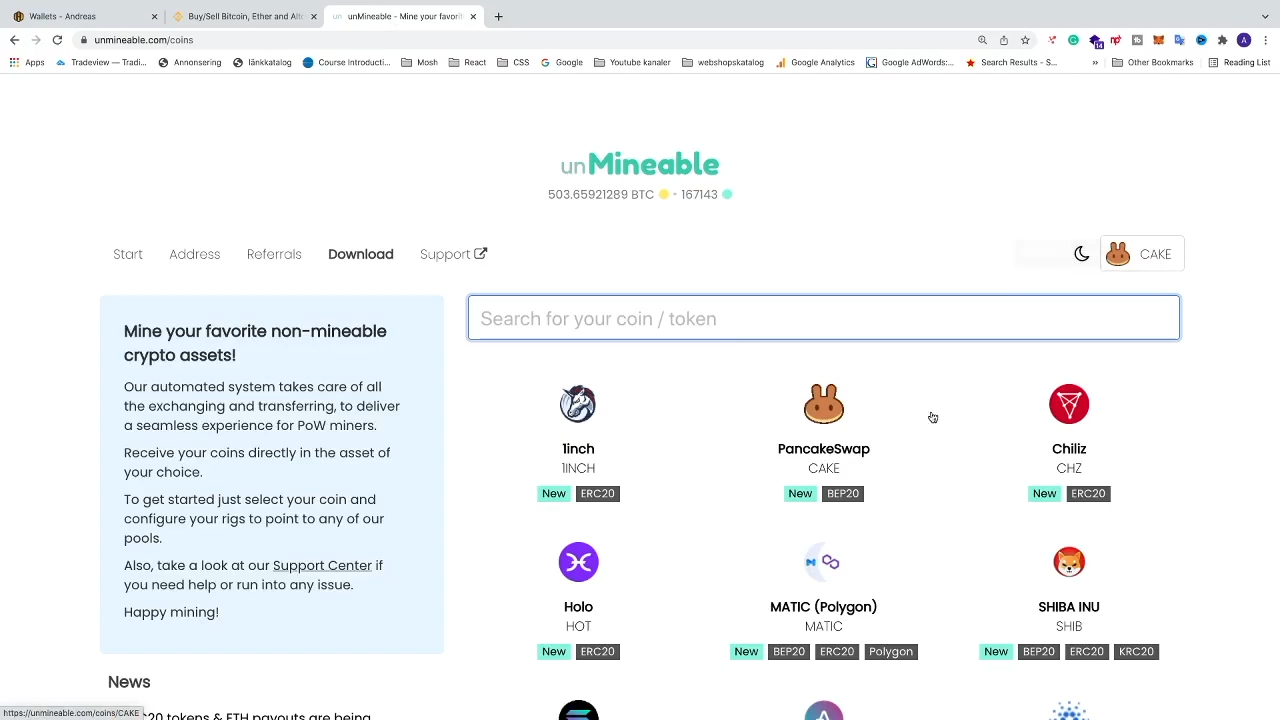 Wallets - Andreas
Buy/Sell Bitcoin, Ether and Alto
unMineable - Mine your favorit
unmineable.com/coins
Apps
Tradeview — Tradi...
Annonsering
länkkatalog
Course Introducti...
Mosh
React
CSS
Google
Youtube kanaler
webshopskatalog
Google Analytics
Google AdWords:...
Search Results - S...
»
Other Bookmarks
Reading List
14
A
unMineable
503.65921289 BTC - 167143
Start Address Referrals Download Support
CAKE
Mine your favorite non-mineable
crypto assets!
Our automated system takes care of all
the exchanging and transferring, to deliver
a seamless experience for PoW miners.
Receive your coins directly in the asset of
your choice.
To get started just select your coin and
configure your rigs to point to any of our
pools.
Also, take a look at our Support Center if
you need help or run into any issue.
Happy mining!
News
Search for your coin / token
1inch
1INCH
New ERC20
PancakeSwap
CAKE
New BEP20
Chiliz
CHZ
New ERC20
Holo
HOT
New ERC20
MATIC (Polygon)
MATIC
New BEP20 ERC20 Polygon
SHIBA INU
SHIB
New BEP20 ERC20 KRC20
20 tokens & ETH payouts are being
https://unmineable.com/coins/CAKE